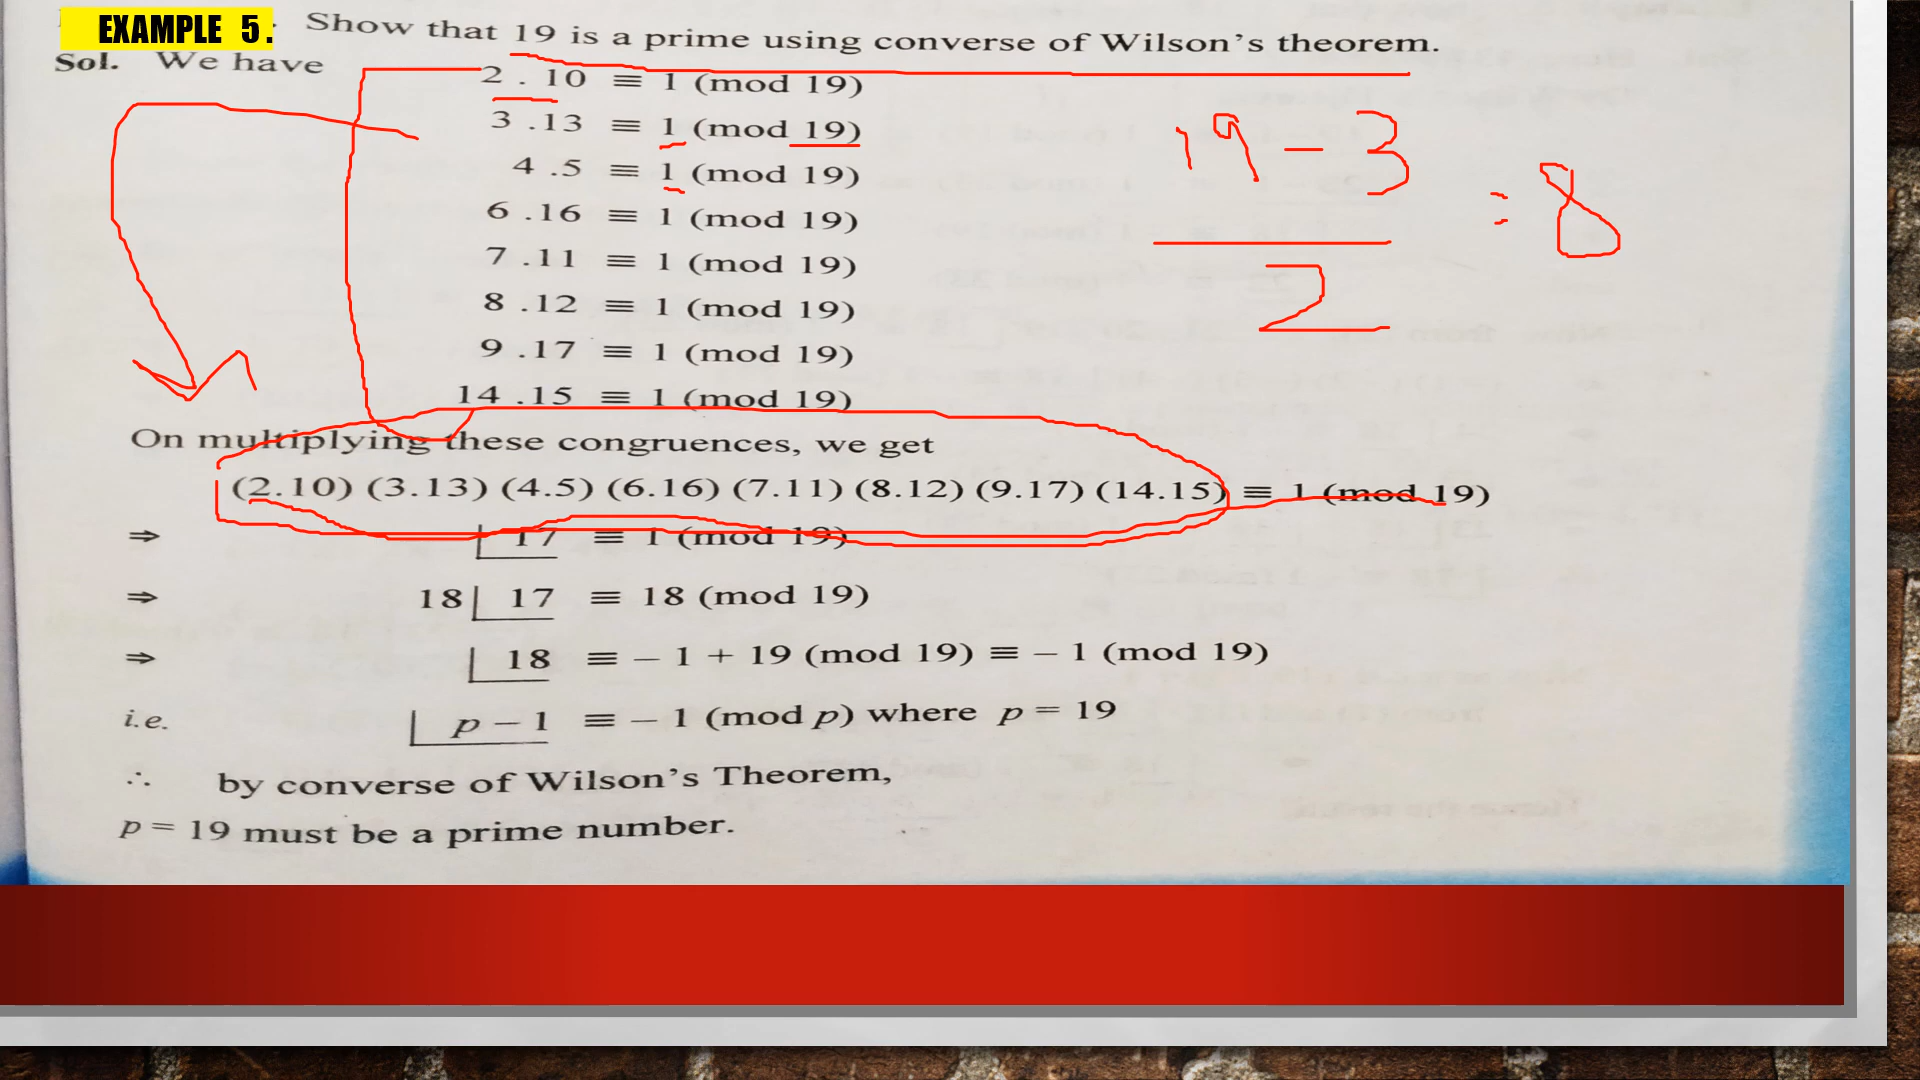 EXAMPLE 5. Show that 19 is a prime using converse of Wilson's theorem.
Sol. We have
2 . 10 ≡ 1 (mod 19)
3 .13 ≡ 1 (mod 19)
4 .5 ≡ 1 (mod 19)
6 .16 ≡ 1 (mod 19)
7 .11 ≡ 1 (mod 19)
8 .12 ≡ 1 (mod 19)
9 .17 ≡ 1 (mod 19)
14 .15 ≡ 1 (mod 19)
19 - 3
2
= 8
On multiplying these congruences, we get
(2.10) (3.13) (4.5) (6.16) (7.11) (8.12) (9.17) (14.15) ≡ 1 (mod 19)
⇒ |17 ≡ 1 (mod 19)
⇒ 18| 17 ≡ 18 (mod 19)
⇒ | 18 ≡ – 1 + 19 (mod 19) ≡ – 1 (mod 19)
i.e. | p – 1 ≡ – 1 (mod p) where p = 19
∴ by converse of Wilson's Theorem,
p = 19 must be a prime number.